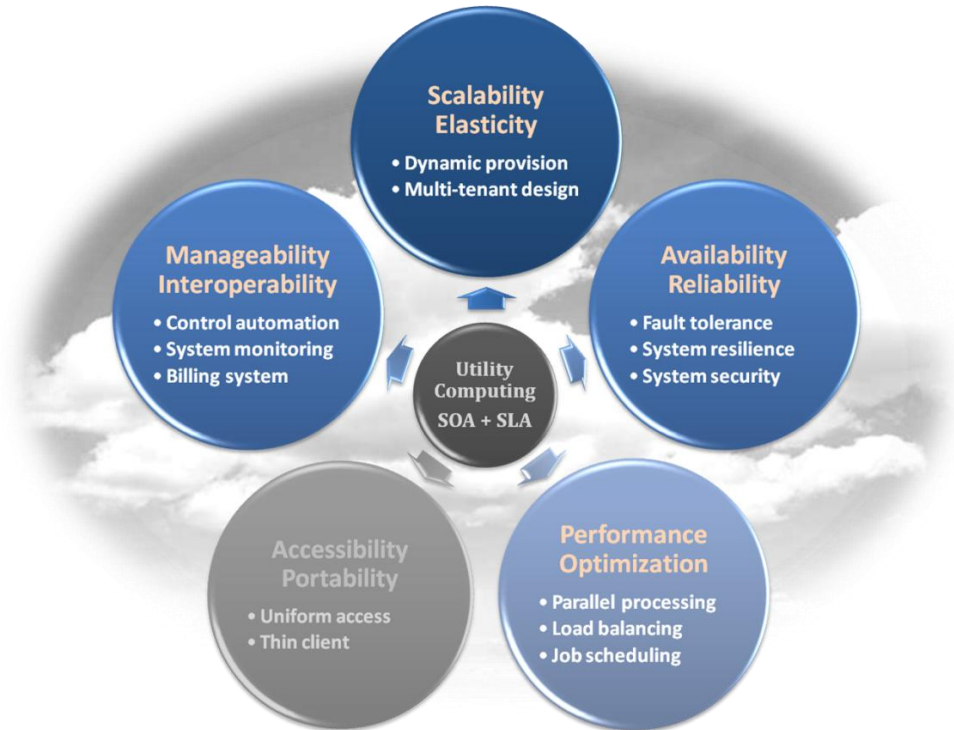 Scalability
Elasticity
• Dynamic provision
• Multi-tenant design
Manageability
Interoperability
• Control automation
• System monitoring
• Billing system
Availability
Reliability
• Fault tolerance
• System resilience
• System security
Utility
Computing
SOA + SLA
Accessibility
Portability
• Uniform access
• Thin client
Performance
Optimization
• Parallel processing
• Load balancing
• Job scheduling